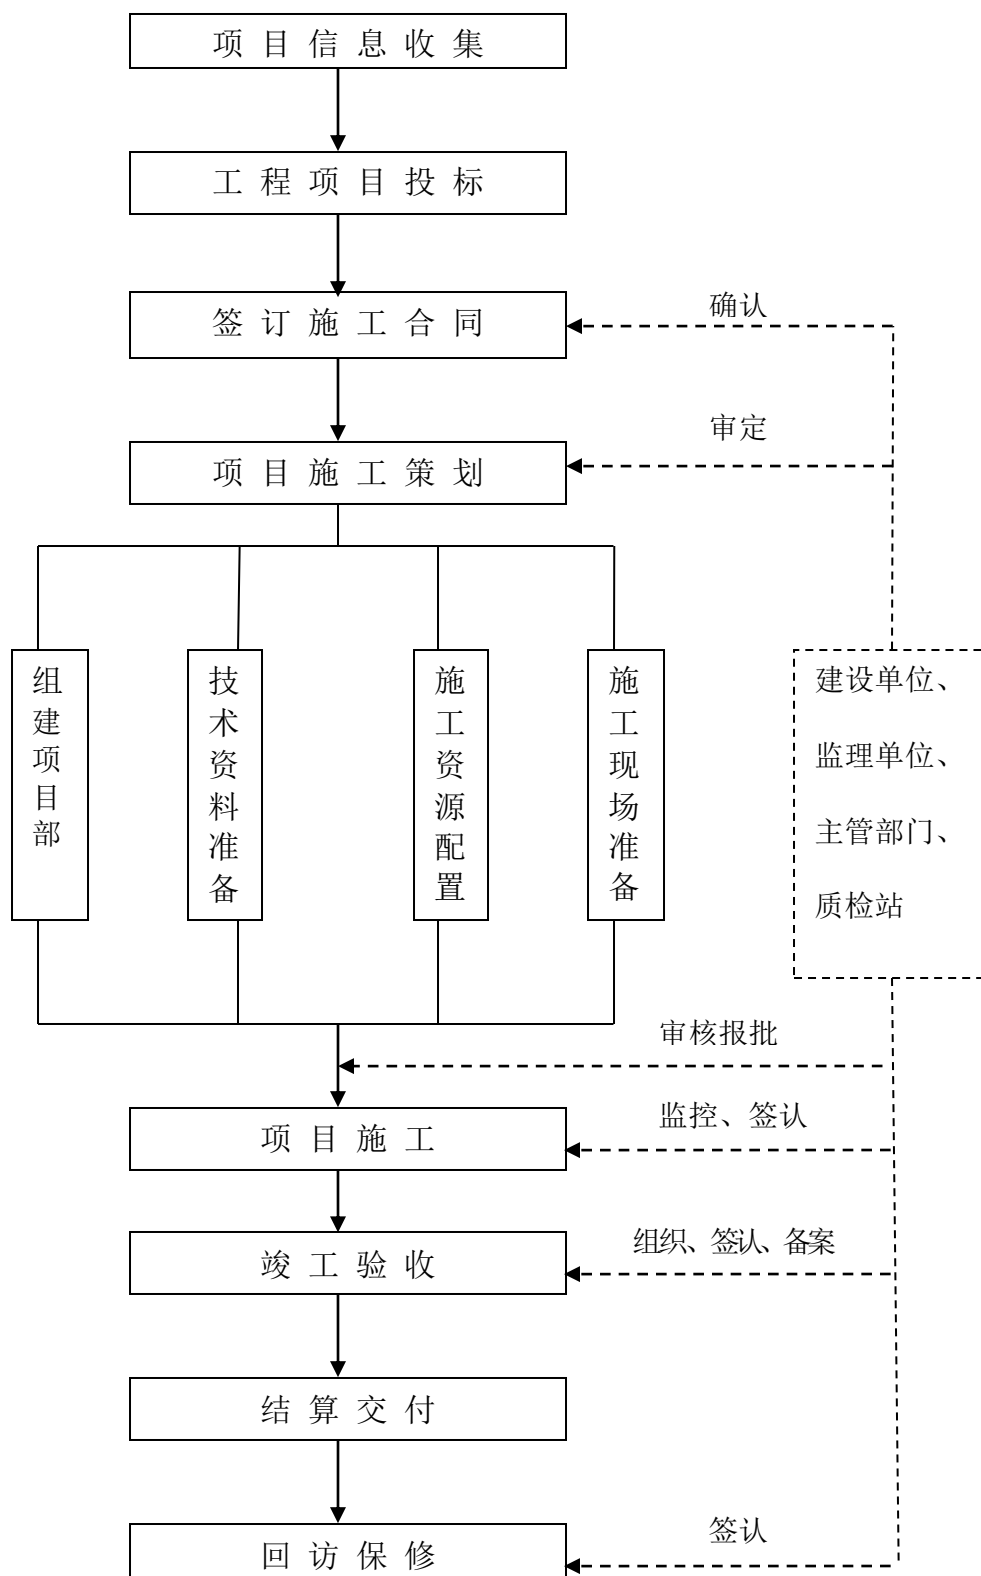 项目信息收集
工程项目投标
签订施工合同
确认
项目施工策划
审定
组建项目部
技术资料准备
施工资源配置
施工现场准备
建设单位、
监理单位、
主管部门、
质检站
审核报批
项目施工
监控、签认
竣工验收
组织、签认、备案
结算交付
回访保修
签认